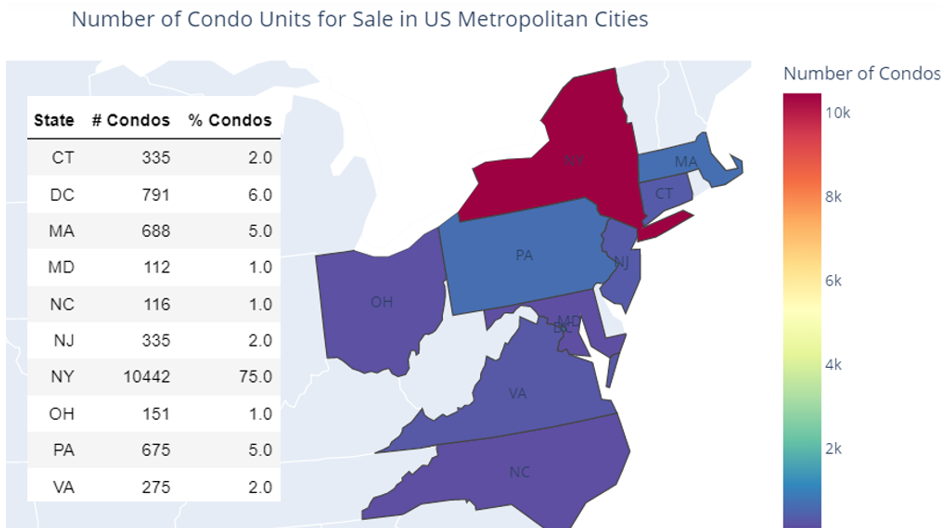 Number of Condo Units for Sale in US Metropolitan Cities
State # Condos % Condos
CT 335 2.0
DC 791 6.0
MA 688 5.0
MD 112 1.0
NC 116 1.0
NJ 335 2.0
NY 10442 75.0
OH 151 1.0
PA 675 5.0
VA 275 2.0
NY
MA
CT
PA
NJ
OH
MD
DC
VA
NC
Number of Condos
10k
8k
6k
4k
2k